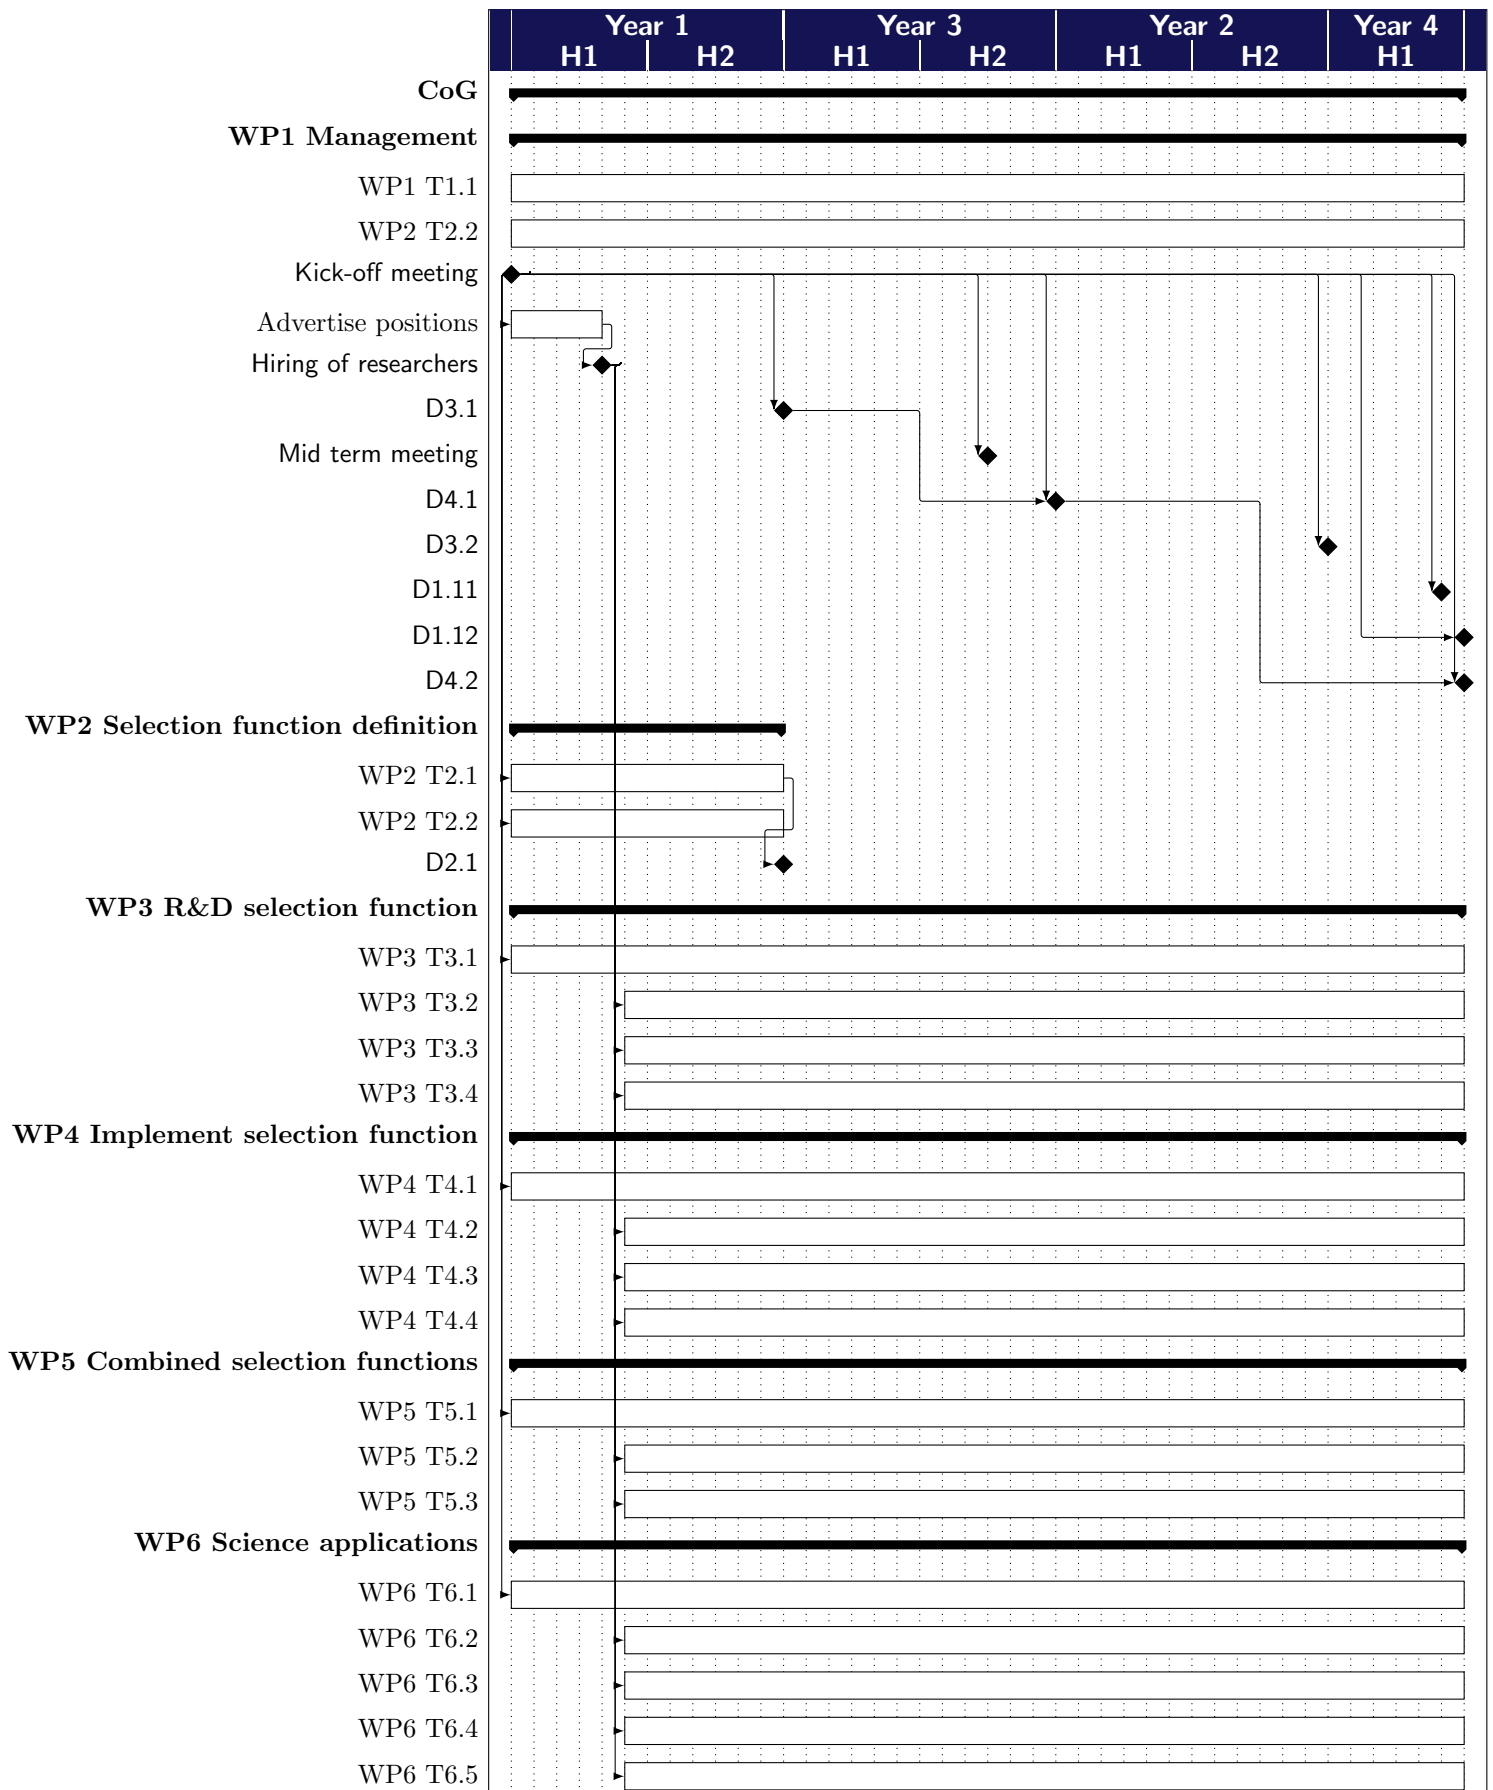 Year 1 Year 3 Year 2 Year 4
H1 H2 H1 H2 H1 H2 H1
CoG
WP1 Management
WP1 T1.1
WP2 T2.2
Kick-off meeting
Advertise positions
Hiring of researchers
D3.1
Mid term meeting
D4.1
D3.2
D1.11
D1.12
D4.2
WP2 Selection function definition
WP2 T2.1
WP2 T2.2
D2.1
WP3 R&D selection function
WP3 T3.1
WP3 T3.2
WP3 T3.3
WP3 T3.4
WP4 Implement selection function
WP4 T4.1
WP4 T4.2
WP4 T4.3
WP4 T4.4
WP5 Combined selection functions
WP5 T5.1
WP5 T5.2
WP5 T5.3
WP6 Science applications
WP6 T6.1
WP6 T6.2
WP6 T6.3
WP6 T6.4
WP6 T6.5